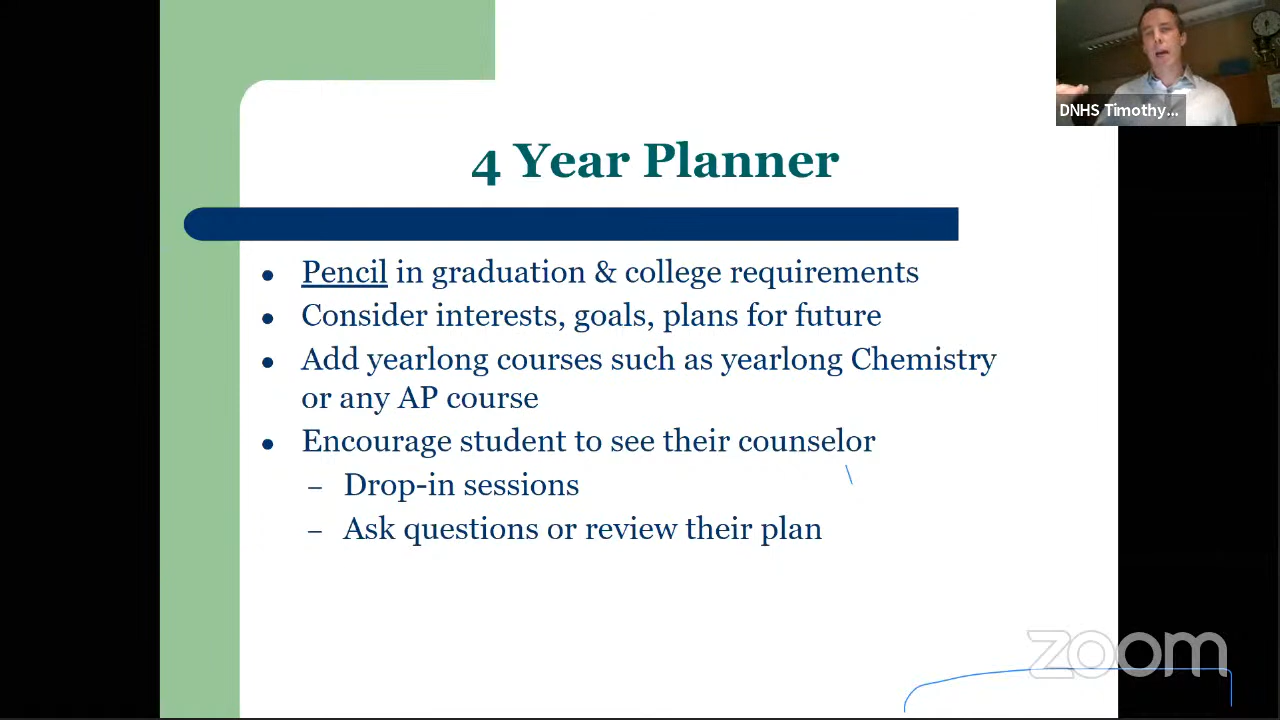 DNHS Timothy...
4 Year Planner
• Pencil in graduation & college requirements
• Consider interests, goals, plans for future
• Add yearlong courses such as yearlong Chemistry
or any AP course
• Encourage student to see their counselor
– Drop-in sessions
– Ask questions or review their plan
zoom